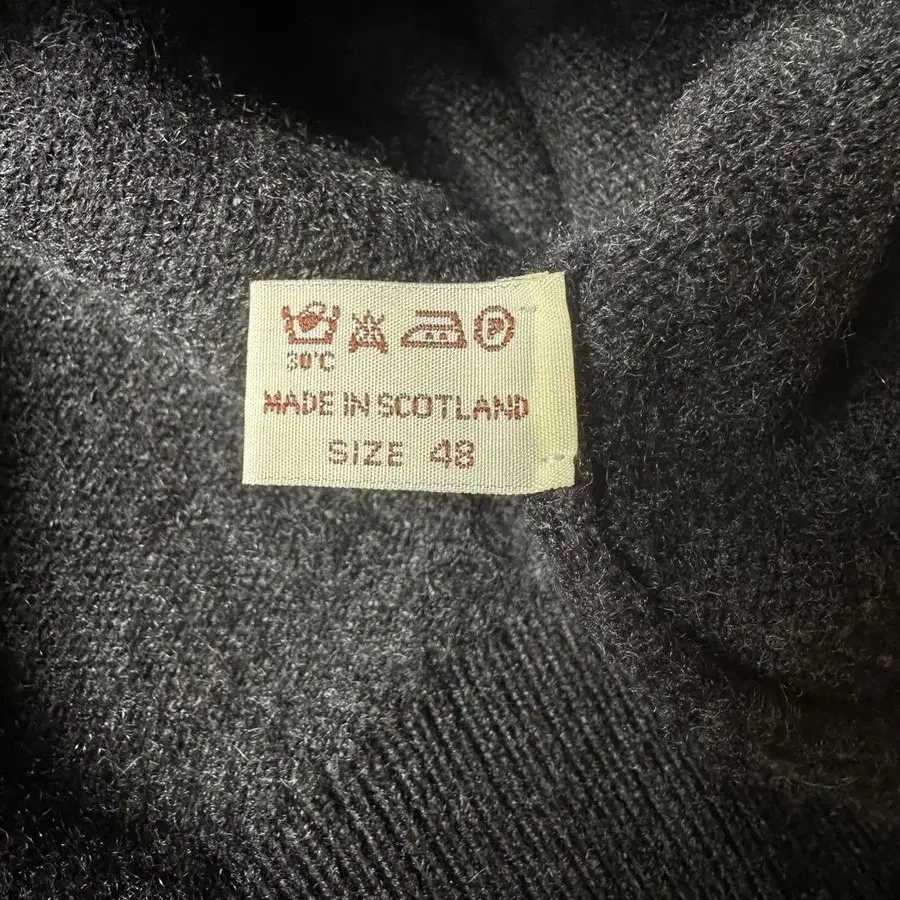 P
30°C
MADE IN SCOTLAND
SIZE 48